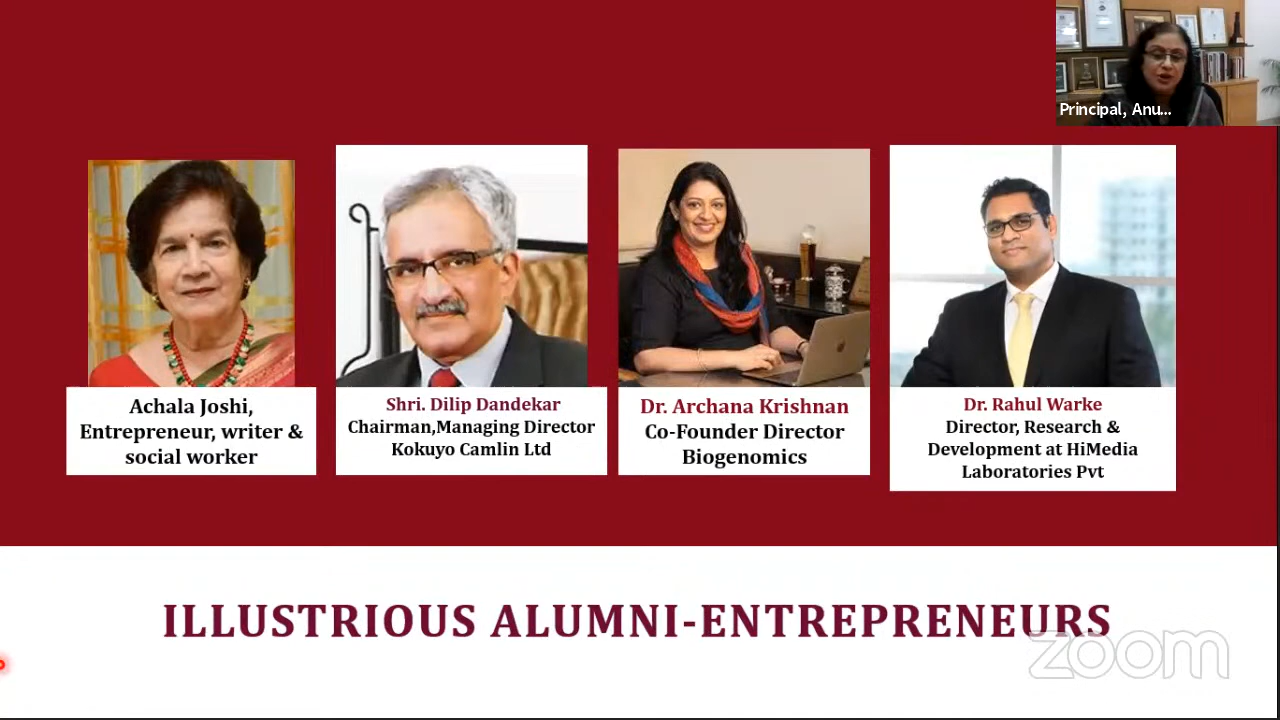 Principal, Anu...
Achala Joshi,
Entrepreneur, writer &
social worker
Shri. Dilip Dandekar
Chairman,Managing Director
Kokuyo Camlin Ltd
Dr. Archana Krishnan
Co-Founder Director
Biogenomics
Dr. Rahul Warke
Director, Research &
Development at HiMedia
Laboratories Pvt
ILLUSTRIOUS ALUMNI-ENTREPRENEURS
zoom